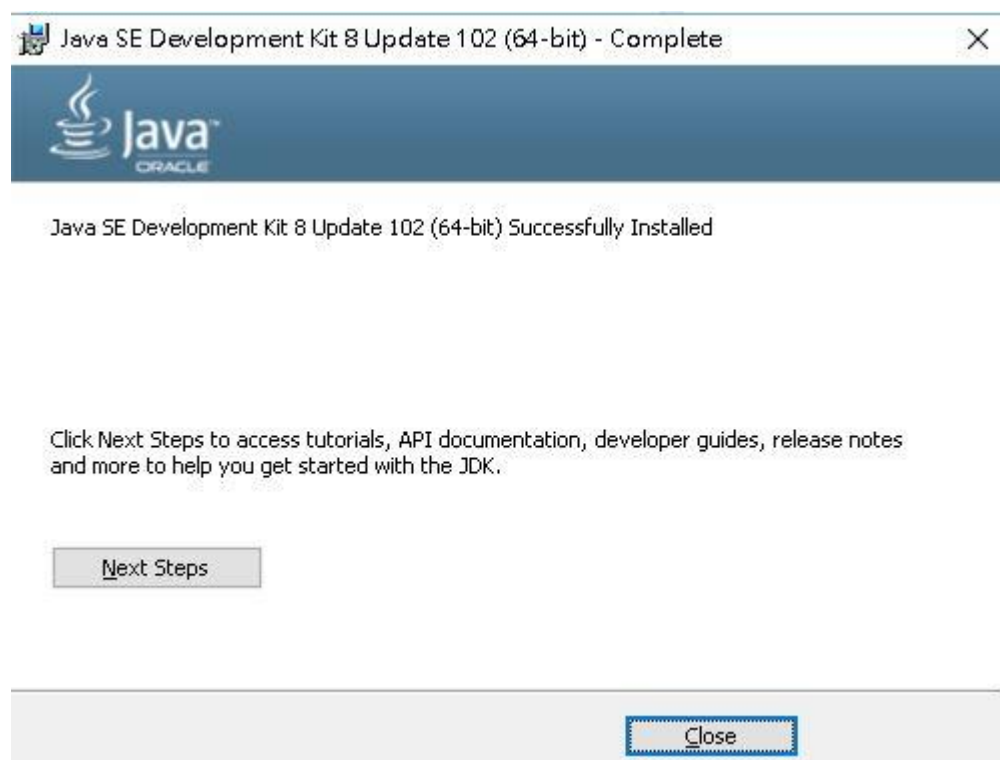 Java SE Development Kit 8 Update 102 (64-bit) - Complete
Java™
ORACLE
Java SE Development Kit 8 Update 102 (64-bit) Successfully Installed
Click Next Steps to access tutorials, API documentation, developer guides, release notes
and more to help you get started with the JDK.
Next Steps
Close